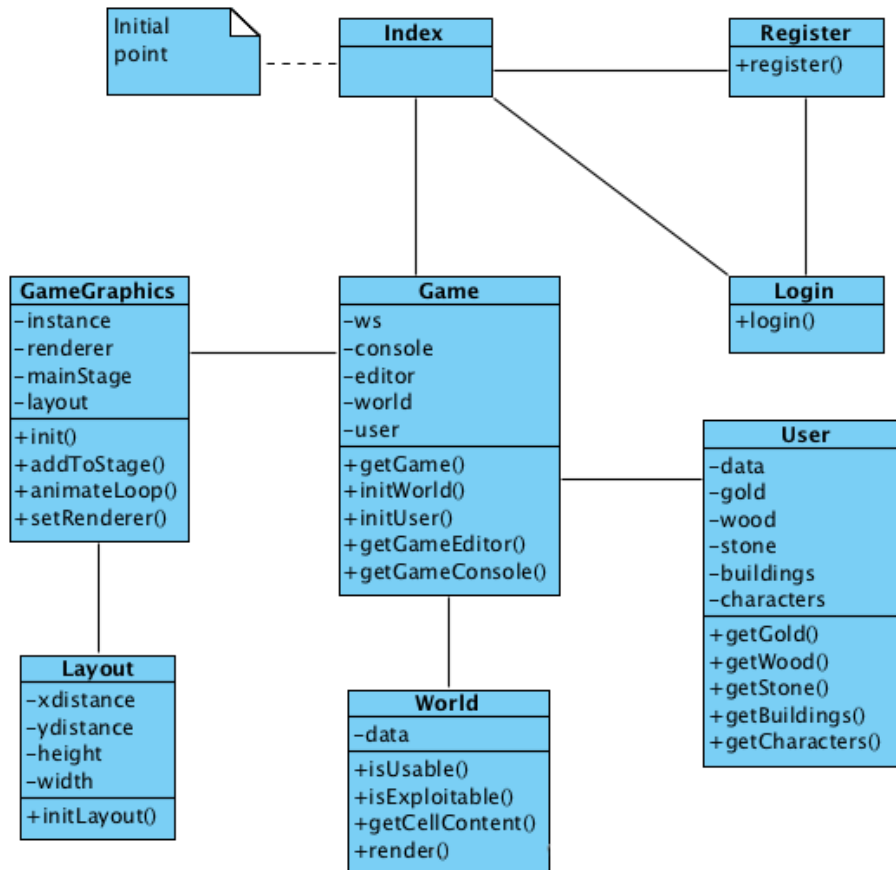 Initial
point
Index
Register
+register()
GameGraphics
-instance
-renderer
-mainStage
-layout
+init()
+addToStage()
+animateLoop()
+setRenderer()
Game
-ws
-console
-editor
-world
-user
+getGame()
+initWorld()
+initUser()
+getGameEditor()
+getGameConsole()
Login
+login()
User
-data
-gold
-wood
-stone
-buildings
-characters
+getGold()
+getWood()
+getStone()
+getBuildings()
+getCharacters()
Layout
-xdistance
-ydistance
-height
-width
+initLayout()
World
-data
+isUsable()
+isExploitable()
+getCellContent()
+render()